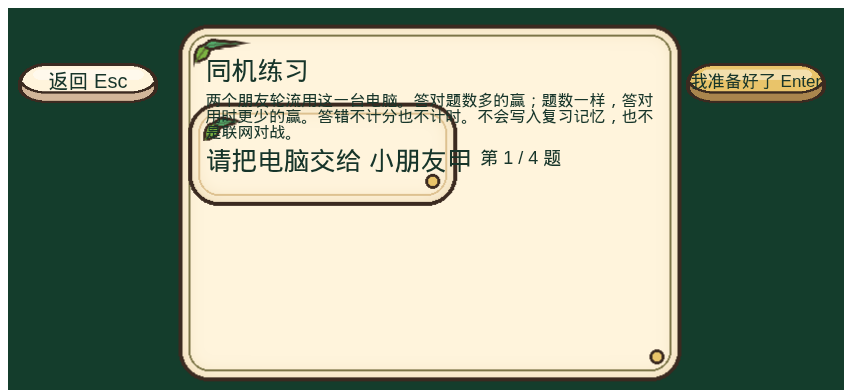 返回 Esc
我准备好了 Enter
同机练习
两个朋友轮流用这一台电脑。答对题数多的赢；题数一样，答对
用时更少的赢。答错不计分也不计时。不会写入复习记忆，也不
是联网对战。
请把电脑交给 小朋友甲 第 1 / 4 题